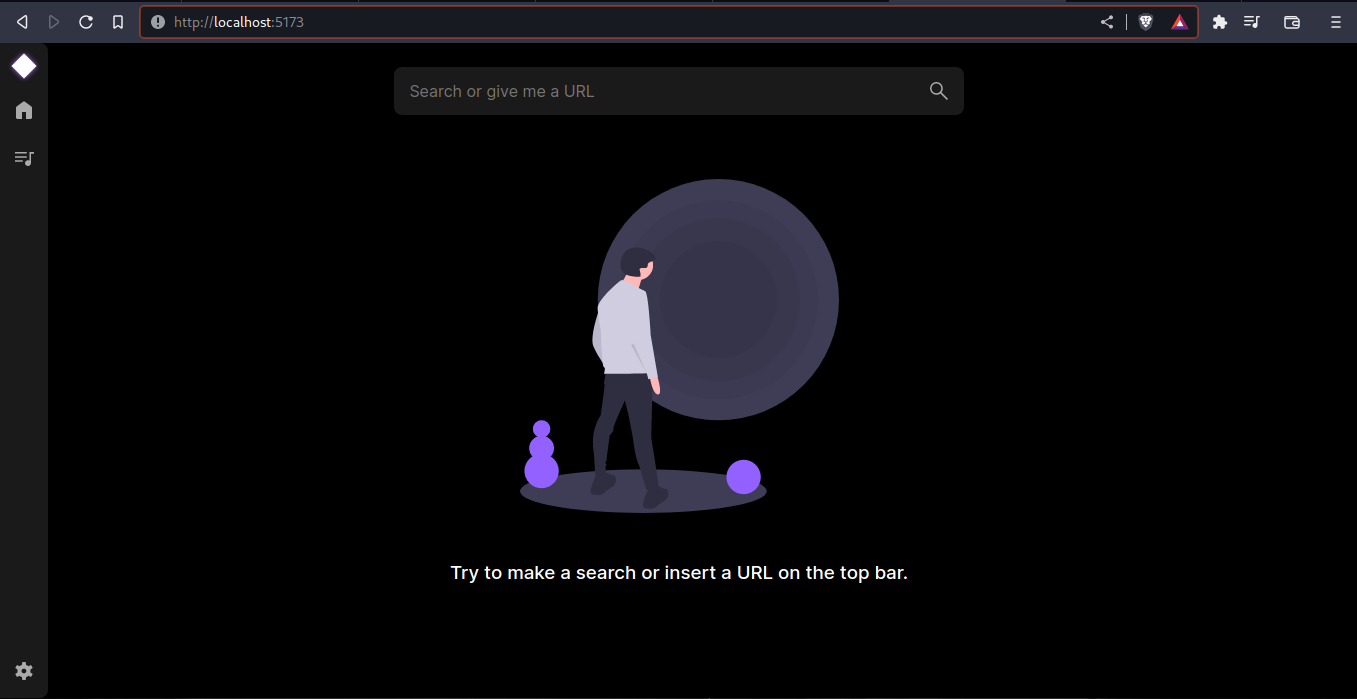 http://localhost:5173
Search or give me a URL
Try to make a search or insert a URL on the top bar.